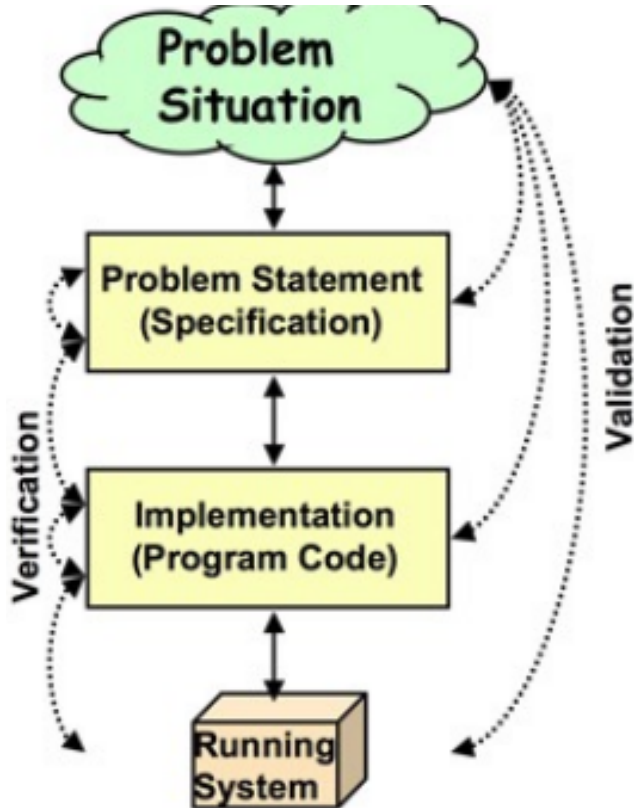 Problem
Situation
Problem Statement
(Specification)
Validation
Verification
Implementation
(Program Code)
Running
System